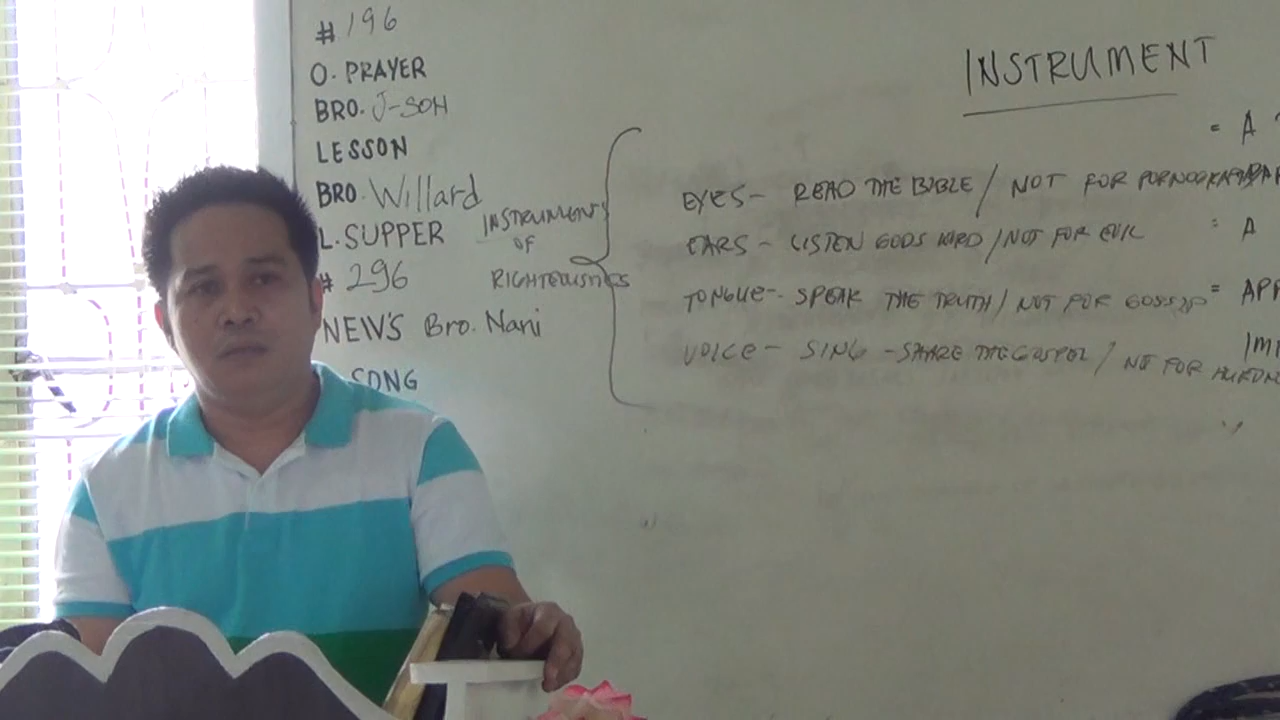 # 196
O. PRAYER
BRO. J-SOH
LESSON
BRO. Willard
L. SUPPER
# 296
NEWS Bro. Nani
SONG
INSTRUMENTS
OF
INSTRUMENT
EYES- READ THE BIBLE / NOT FOR
EARS - LISTEN GODS WORD / NOT FOR EVIL
TONGUE- SPEAK THE TRUTH / NOT FOR GOSSIP
VOICE - SING - SHARE THE GOSPEL / NOT FOR
= A
: A
= APP
IMP